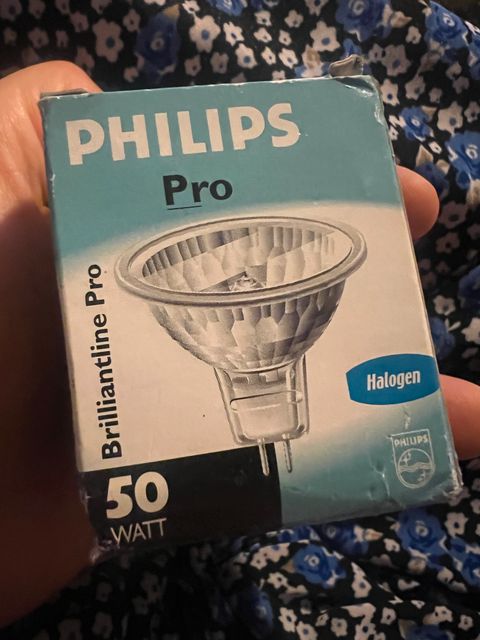 PHILIPS
Pro
Brilliantline Pro
Halogen
PHILIPS
50
WATT